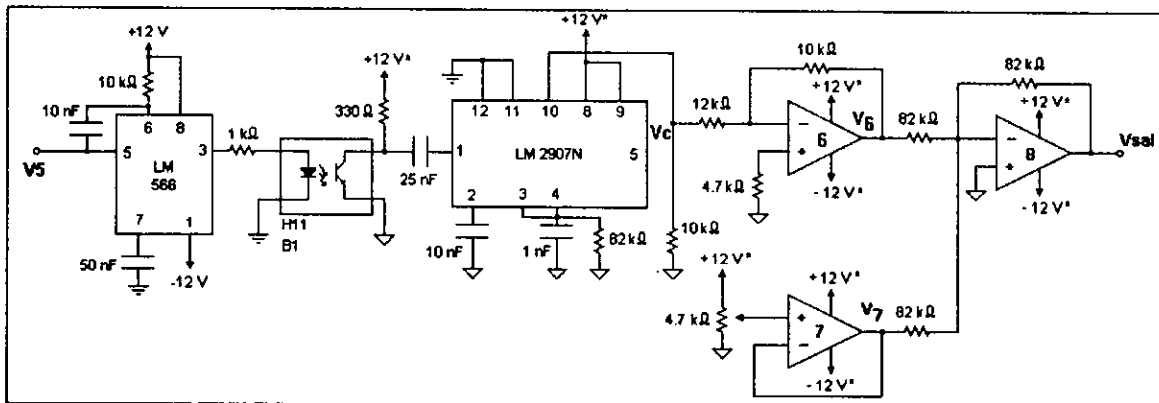 +12 V
10 kΩ
10 nF
6
8
V5
5
LM
566
3
7
1
50 nF
-12 V
1 kΩ
H11
B1
+12 V*
330 Ω
25 nF
+12 V*
12
11
10
8
9
1
LM 2907N
5
2
3
4
10 nF
1 nF
82 kΩ
Vc
10 kΩ
12 kΩ
10 kΩ
+12 V*
-
+
6
V6
- 12 V*
4.7 kΩ
82 kΩ
82 kΩ
+12 V*
-
+
8
Vsal
- 12 V*
+12 V*
4.7 kΩ
+12 V*
+
-
7
V7
- 12 V*
82 kΩ